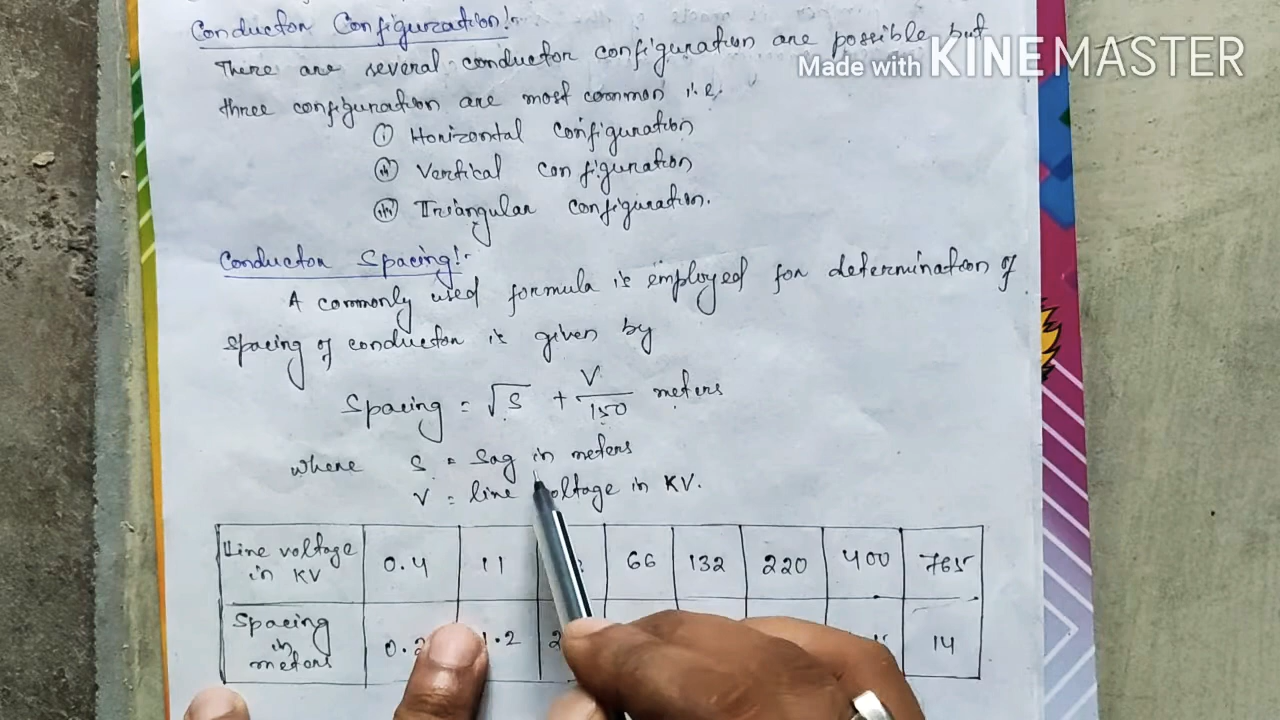 Conductor Configuration:-
There are several conductor configuration are possible but
three configuration are most common i.e.
(i) Horizontal configuration
(ii) Vertical configuration
(iii) Triangular configuration.
Conductor Spacing:-
A commonly used formula is employed for determination of
spacing of conductor is given by
Spacing = √S + V/150 meters
where S = Sag in meters
V = line voltage in KV.
Line voltage in KV 0.4 11 66 132 220 400 765
Spacing in meters 1.2 14
Made with KINEMASTER